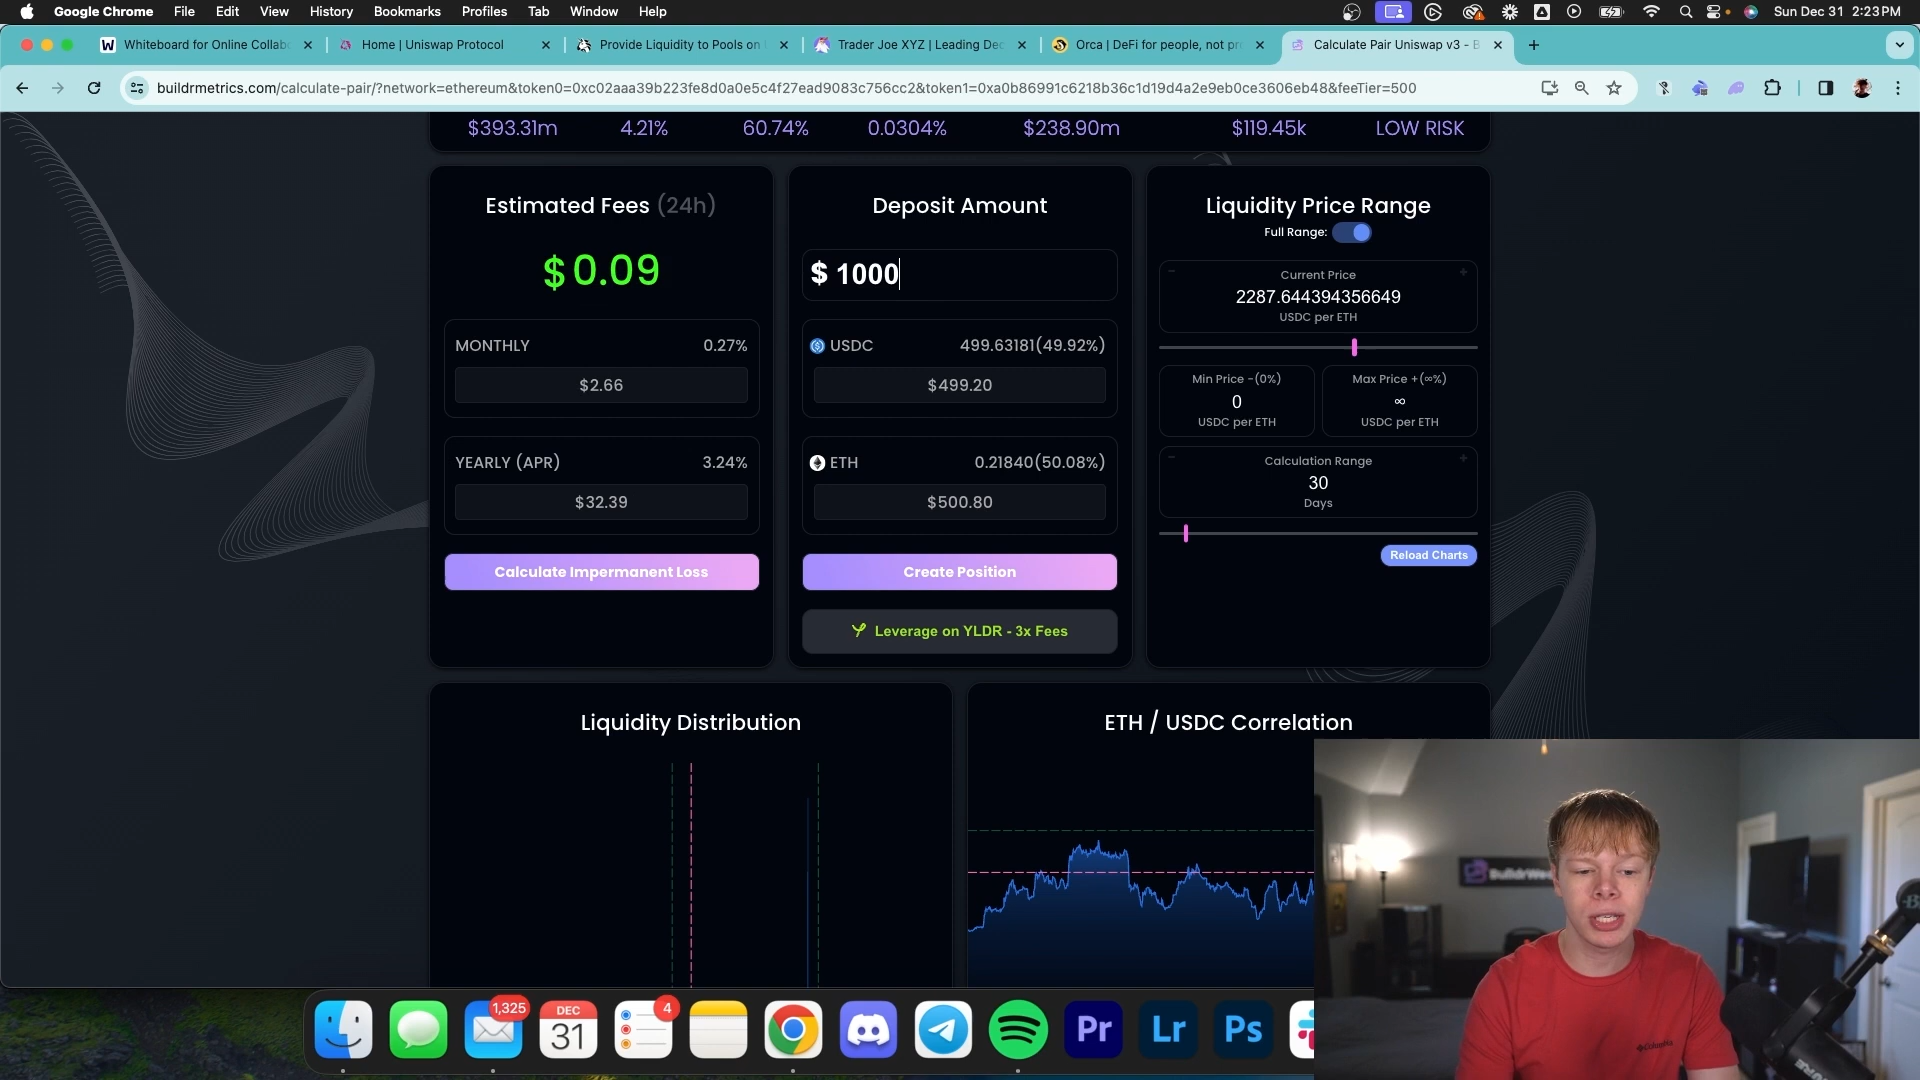 Google Chrome File Edit View History Bookmarks Profiles Tab Window Help Sun Dec 31 2:23 PM
Whiteboard for Online Collabo
Home | Uniswap Protocol
Provide Liquidity to Pools on
Trader Joe XYZ | Leading Dec
Orca | DeFi for people, not pr
Calculate Pair Uniswap v3 - B
buildrmetrics.com/calculate-pair/?network=ethereum&token0=0xc02aaa39b223fe8d0a0e5c4f27ead9083c756cc2&token1=0xa0b86991c6218b36c1d19d4a2e9eb0ce3606eb48&feeTier=500
$393.31m 4.21% 60.74% 0.0304% $238.90m $119.45k LOW RISK
Estimated Fees (24h)
$0.09
MONTHLY 0.27%
$2.66
YEARLY (APR) 3.24%
$32.39
Calculate Impermanent Loss
Deposit Amount
$ 1000
USDC 499.63181(49.92%)
$499.20
ETH 0.21840(50.08%)
$500.80
Create Position
Leverage on YLDR - 3x Fees
Liquidity Price Range
Full Range:
Current Price
2287.644394356649
USDC per ETH
Min Price -(0%)
0
USDC per ETH
Max Price +(∞%)
∞
USDC per ETH
Calculation Range
30
Days
Reload Charts
Liquidity Distribution
ETH / USDC Correlation
1,325
DEC
31
4
Pr
Lr
Ps
Columbia